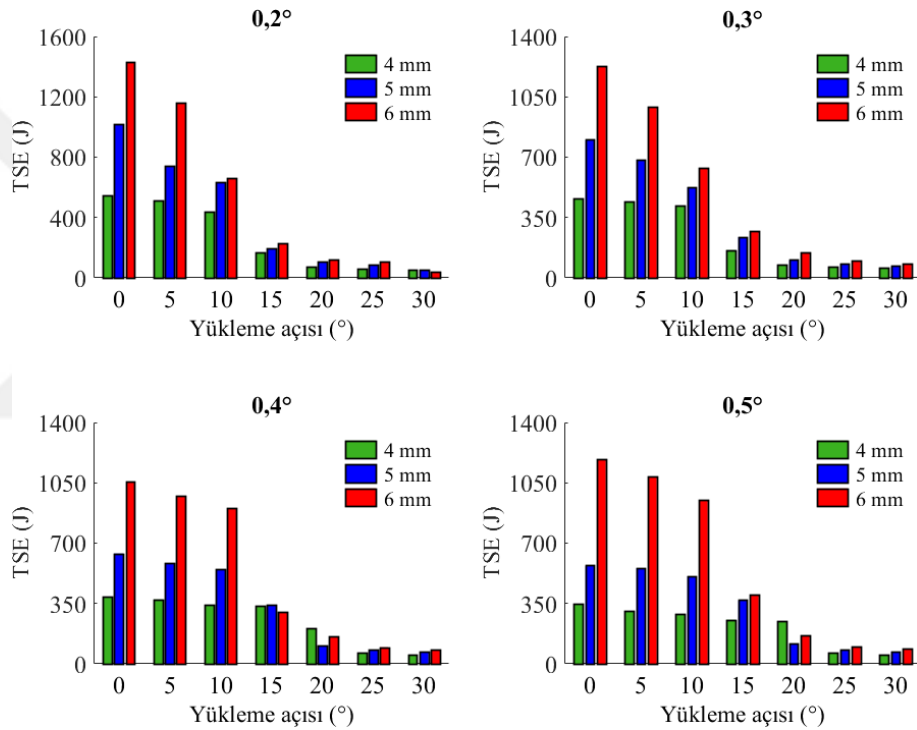 0,2°
1600
1200
800
400
0
TSE (J)
4 mm
5 mm
6 mm
0 5 10 15 20 25 30
Yükleme açısı (°)
0,3°
1400
1050
700
350
0
TSE (J)
4 mm
5 mm
6 mm
0 5 10 15 20 25 30
Yükleme açısı (°)
0,4°
1400
1050
700
350
0
TSE (J)
4 mm
5 mm
6 mm
0 5 10 15 20 25 30
Yükleme açısı (°)
0,5°
1400
1050
700
350
0
TSE (J)
4 mm
5 mm
6 mm
0 5 10 15 20 25 30
Yükleme açısı (°)